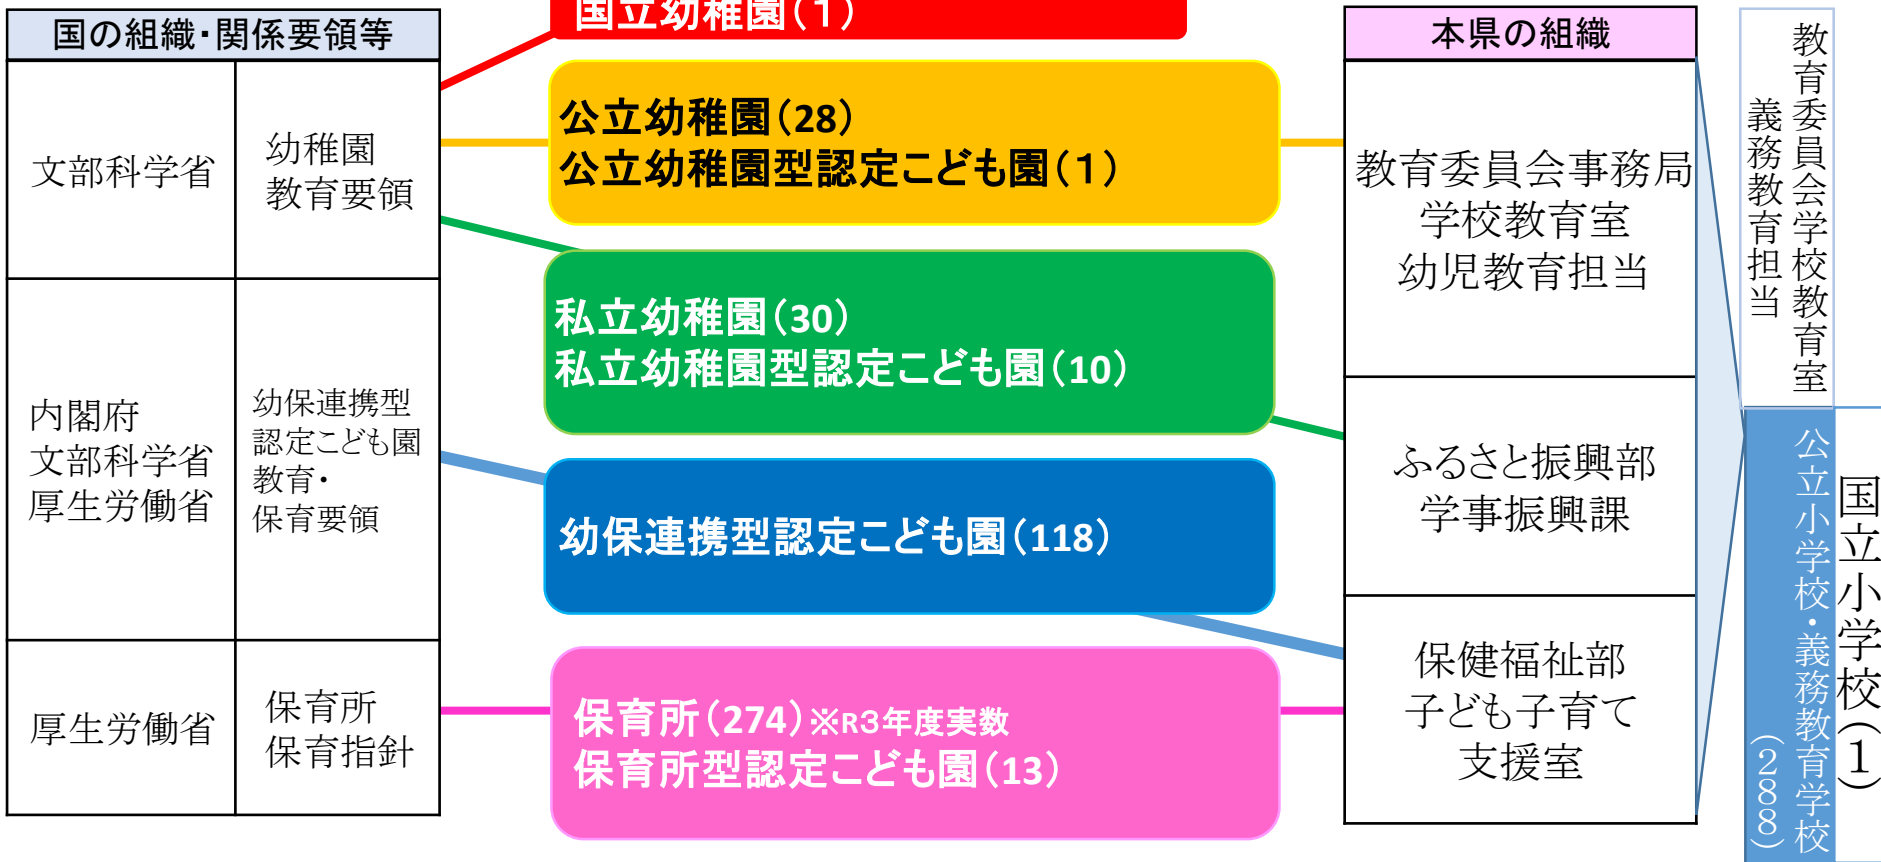 国の組織・関係要領等
文部科学省
幼稚園
教育要領
内閣府
文部科学省
厚生労働省
幼保連携型
認定こども園
教育・
保育要領
厚生労働省
保育所
保育指針
国立幼稚園(1)
公立幼稚園(28)
公立幼稚園型認定こども園(1)
私立幼稚園(30)
私立幼稚園型認定こども園(10)
幼保連携型認定こども園(118)
保育所(274)※R3年度実数
保育所型認定こども園(13)
本県の組織
教育委員会事務局
学校教育室
幼児教育担当
ふるさと振興部
学事振興課
保健福祉部
子ども子育て
支援室
教育委員会学校教育室
義務教育担当
公立小学校・義務教育学校
(288)
国立小学校(1)